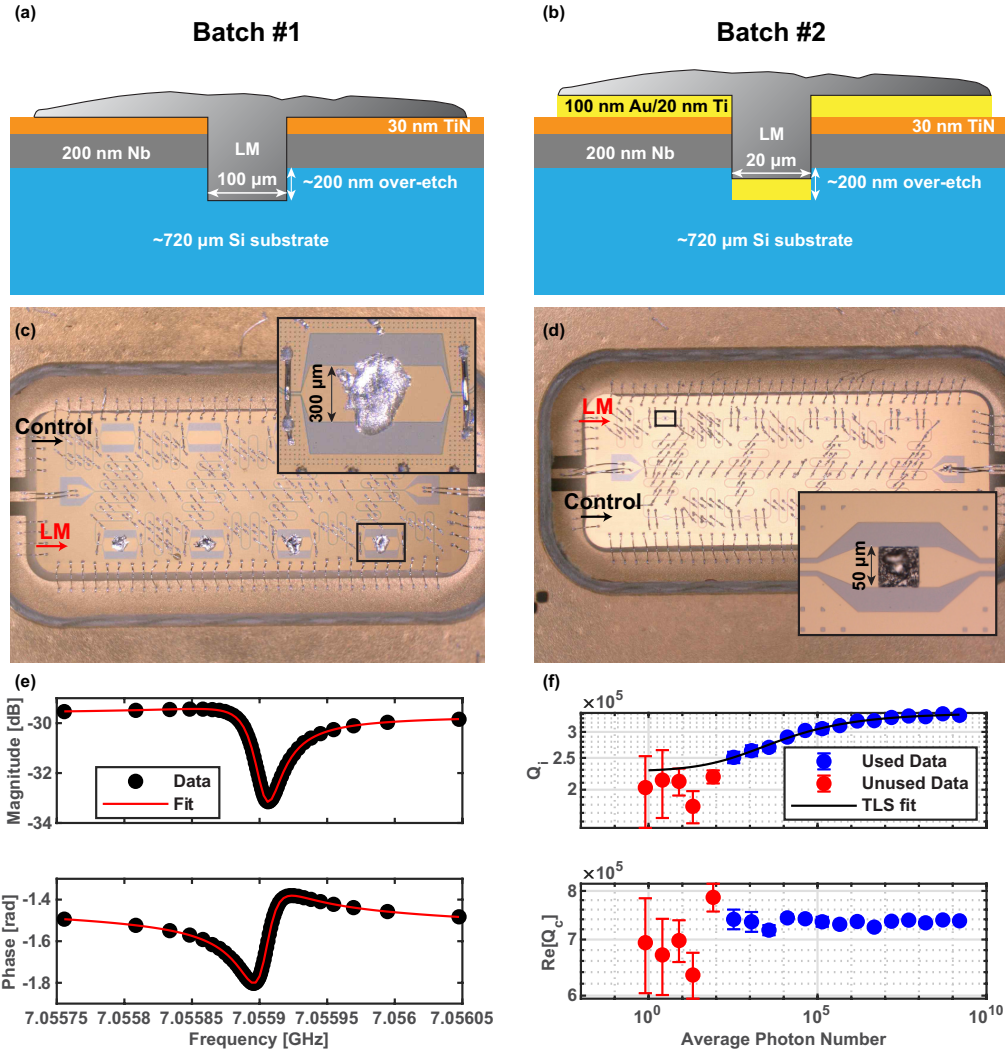 (a)
Batch #1
LM
30 nm TiN
200 nm Nb
100 µm
~200 nm over-etch
~720 µm Si substrate
(b)
Batch #2
100 nm Au/20 nm Ti
LM
30 nm TiN
200 nm Nb
20 µm
~200 nm over-etch
~720 µm Si substrate
(c)
300 µm
Control
LM
(d)
LM
Control
50 µm
(e)
Magnitude [dB]
-30
-32
-34
Data
Fit
Phase [rad]
-1.4
-1.6
-1.8
7.05575 7.0558 7.05585 7.0559 7.05595 7.056 7.05605
Frequency [GHz]
(f)
×10⁵
Q_i
3
2.5
2
Used Data
Unused Data
TLS fit
×10⁵
Re[Q_c]
8
7
6
10⁰ 10⁵ 10¹⁰
Average Photon Number